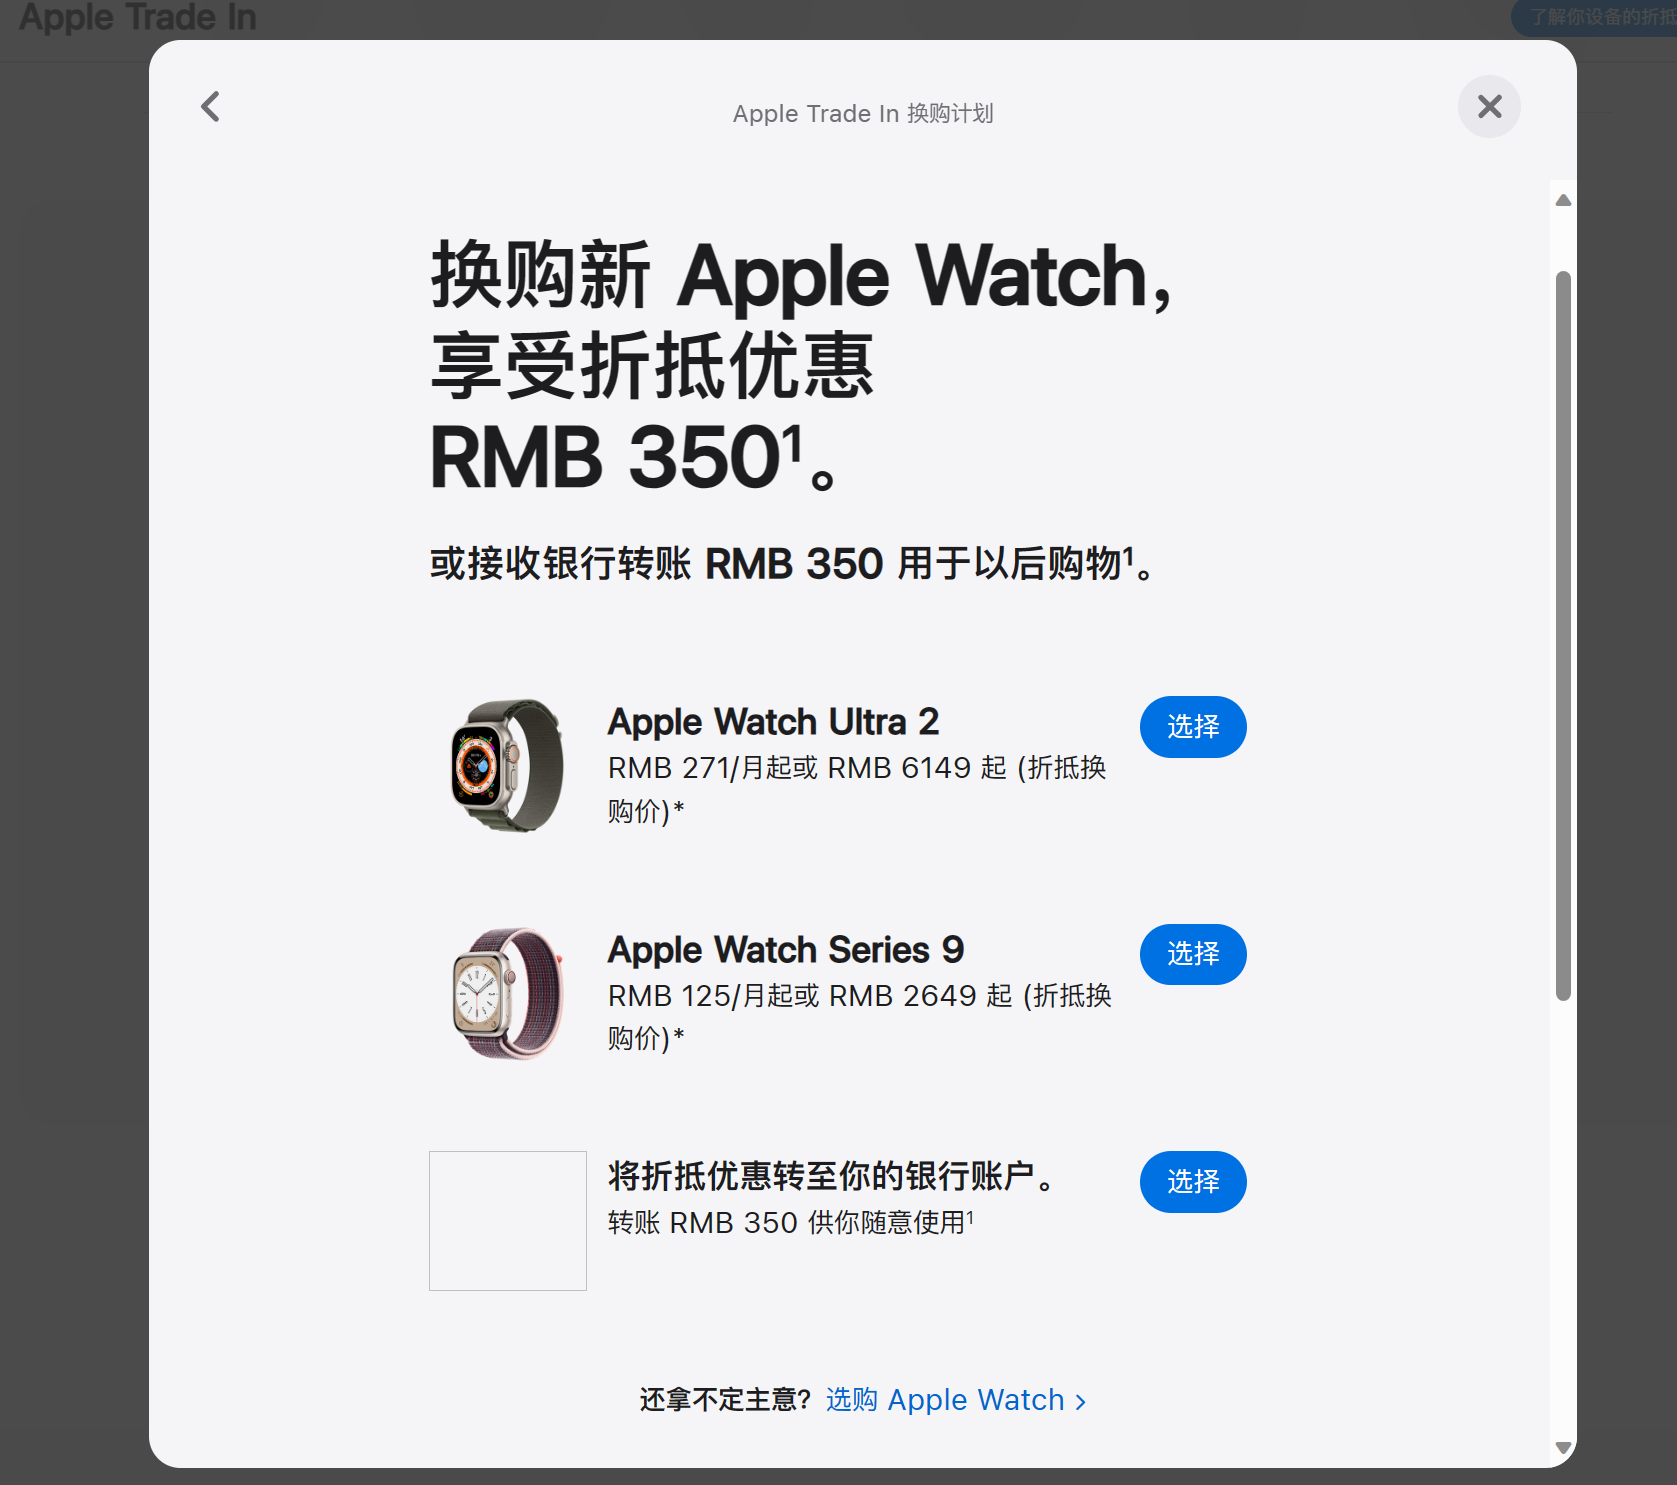 Apple Trade In
了解你设备的折抵
Apple Trade In 换购计划
换购新 Apple Watch，
享受折抵优惠
RMB 350¹。
或接收银行转账 RMB 350 用于以后购物¹。
Apple Watch Ultra 2
选择
RMB 271/月起或 RMB 6149 起 (折抵换
购价)*
Apple Watch Series 9
选择
RMB 125/月起或 RMB 2649 起 (折抵换
购价)*
将折抵优惠转至你的银行账户。
选择
转账 RMB 350 供你随意使用¹
还拿不定主意？ 选购 Apple Watch >